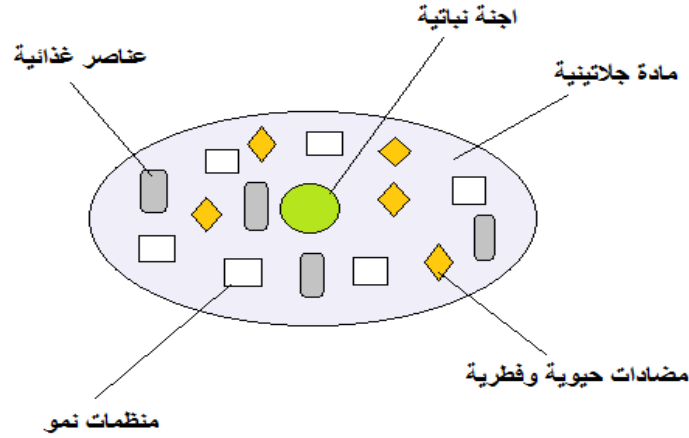 اجنة نباتية
عناصر غذائية
مادة جلاتينية
مضادات حيوية وفطرية
منظمات نمو